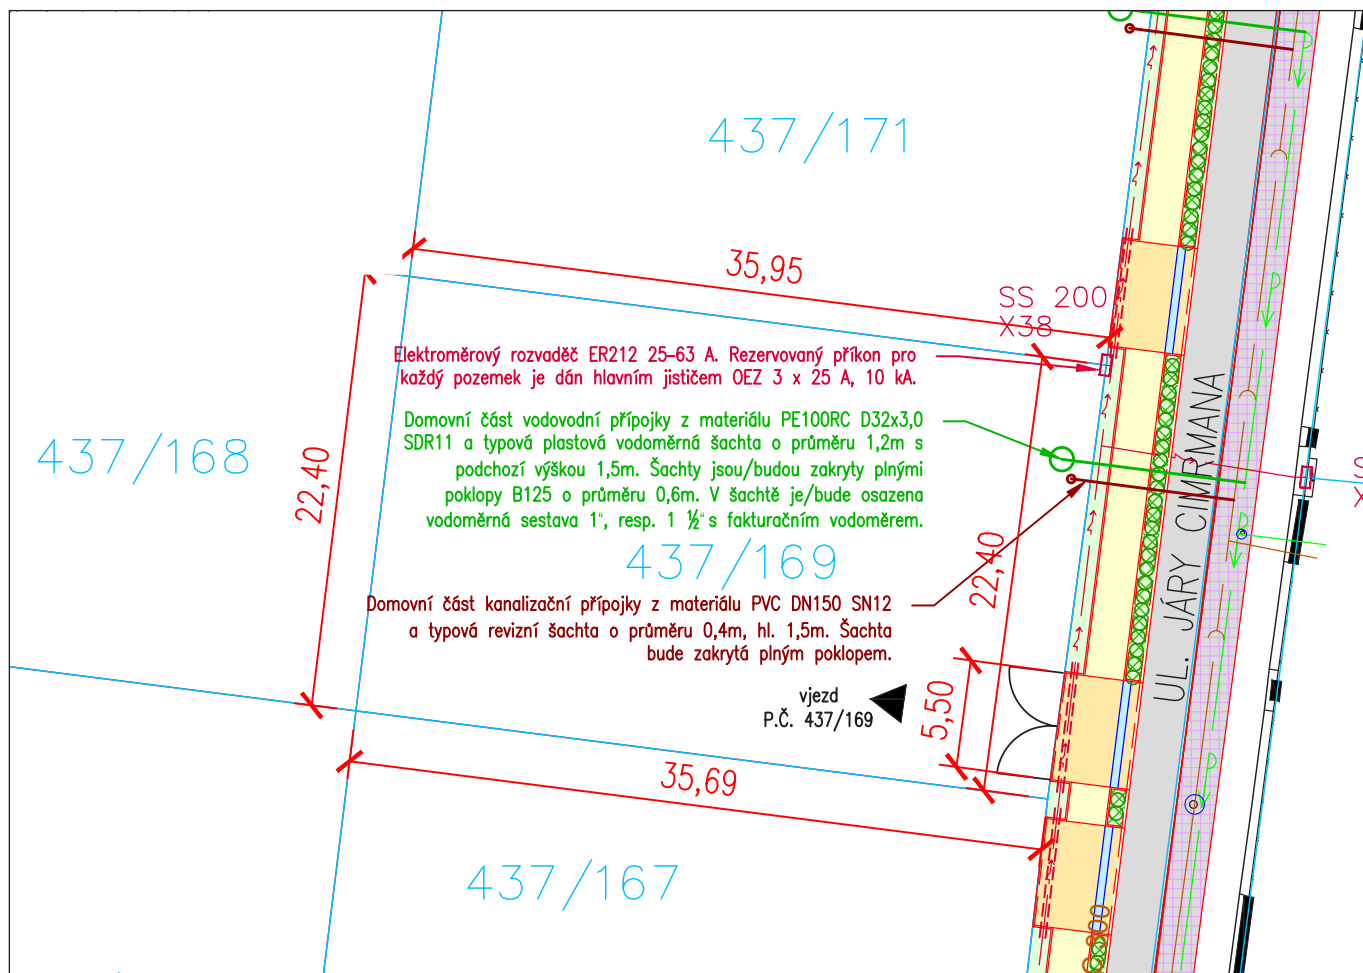 437/171
35,95
SS 200
X38
Elektroměrový rozvaděč ER212 25–63 A. Rezervovaný příkon pro
každý pozemek je dán hlavním jističem OEZ 3 x 25 A, 10 kA.
Domovní část vodovodní přípojky z materiálu PE100RC D32x3,0
SDR11 a typová plastová vodoměrná šachta o průměru 1,2m s
podchozí výškou 1,5m. Šachty jsou/budou zakryty plnými
poklopy B125 o průměru 0,6m. V šachtě je/bude osazena
vodoměrná sestava 1“, resp. 1 ½“ s fakturačním vodoměrem.
437/168
22,40
437/169
22,40
Domovní část kanalizační přípojky z materiálu PVC DN150 SN12
a typová revizní šachta o průměru 0,4m, hl. 1,5m. Šachta
bude zakrytá plným poklopem.
vjezd
P.Č. 437/169
5,50
UL. JÁRY CIMRMANA
35,69
437/167